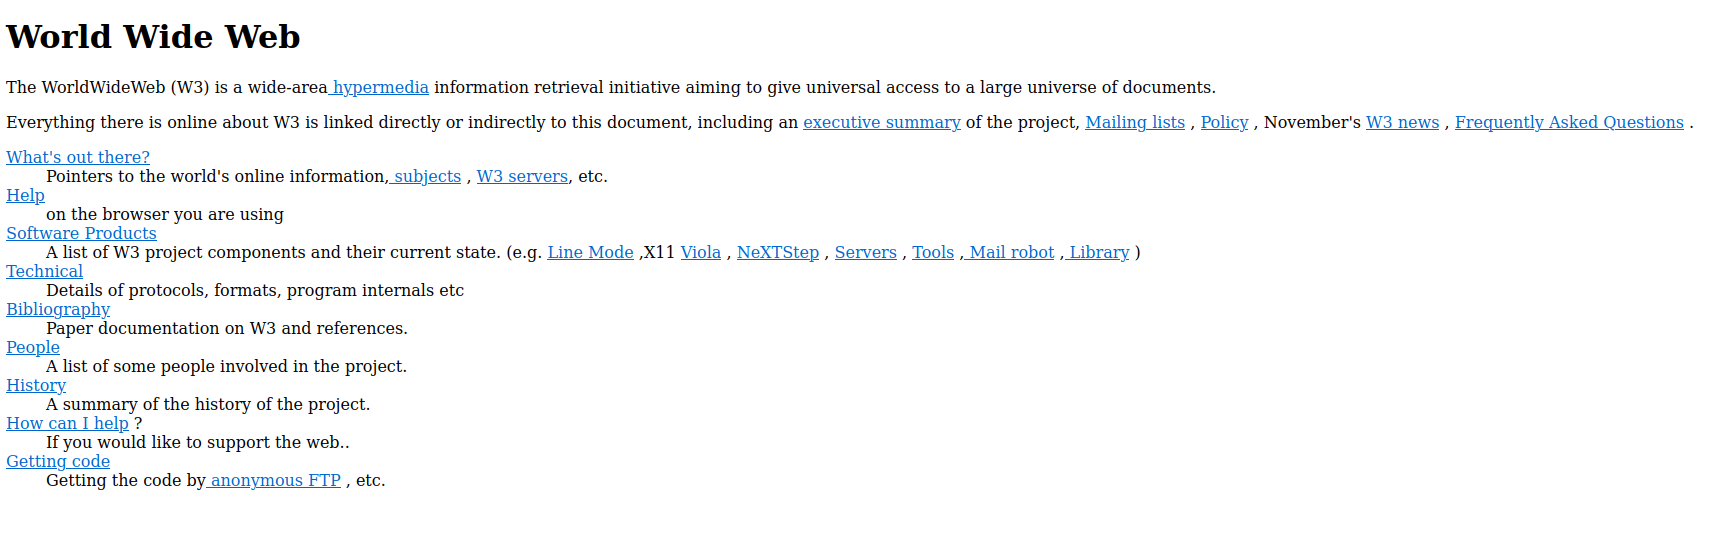 World Wide Web
The WorldWideWeb (W3) is a wide-area hypermedia information retrieval initiative aiming to give universal access to a large universe of documents.
Everything there is online about W3 is linked directly or indirectly to this document, including an executive summary of the project, Mailing lists , Policy , November's W3 news , Frequently Asked Questions .
What's out there?
Pointers to the world's online information, subjects , W3 servers, etc.
Help
on the browser you are using
Software Products
A list of W3 project components and their current state. (e.g. Line Mode ,X11 Viola , NeXTStep , Servers , Tools , Mail robot , Library )
Technical
Details of protocols, formats, program internals etc
Bibliography
Paper documentation on W3 and references.
People
A list of some people involved in the project.
History
A summary of the history of the project.
How can I help ?
If you would like to support the web..
Getting code
Getting the code by anonymous FTP , etc.